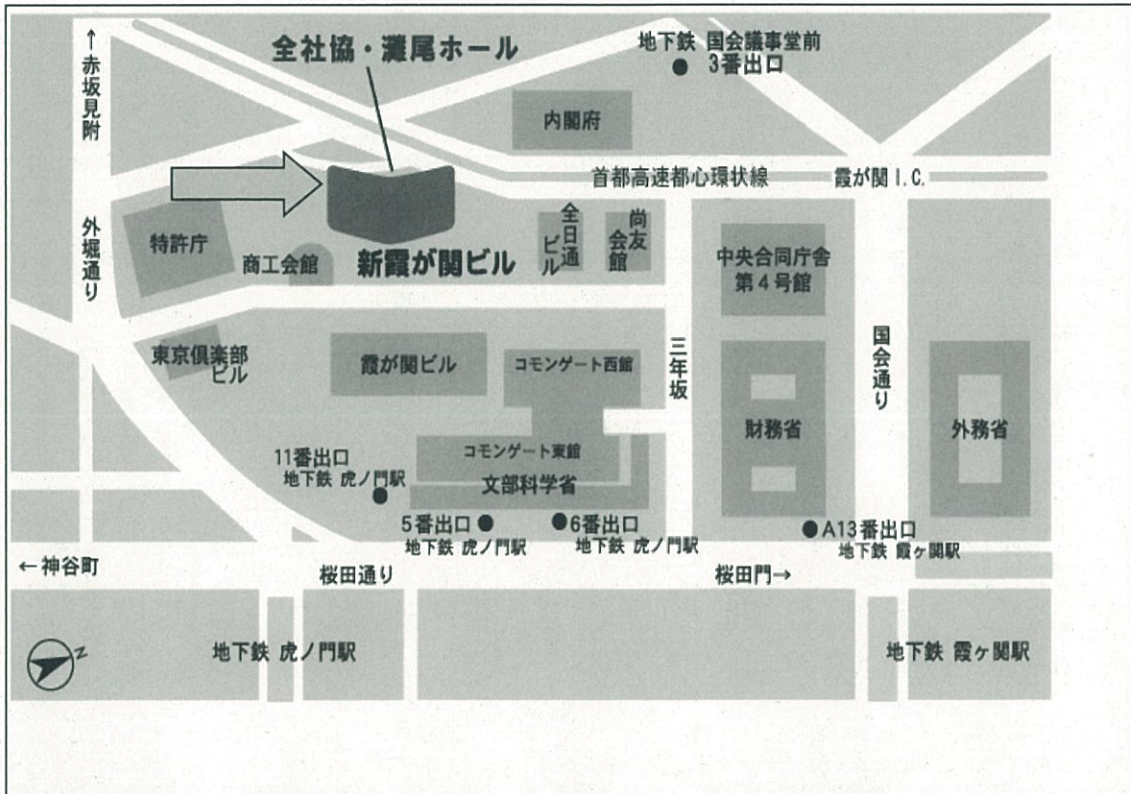 全社協・灘尾ホール
地下鉄 国会議事堂前
3番出口
↑赤坂見附
内閣府
首都高速都心環状線
霞が関 I.C.
外堀通り
特許庁
商工会館
新霞が関ビル
全日通
ビル
尚友
会館
中央合同庁舎
第4号館
東京倶楽部
ビル
霞が関ビル
コモンゲート西館
三年坂
国会通り
財務省
外務省
コモンゲート東館
文部科学省
11番出口
地下鉄 虎ノ門駅
5番出口
地下鉄 虎ノ門駅
6番出口
地下鉄 虎ノ門駅
A13番出口
地下鉄 霞ヶ関駅
←神谷町
桜田通り
桜田門→
地下鉄 虎ノ門駅
地下鉄 霞ヶ関駅
N